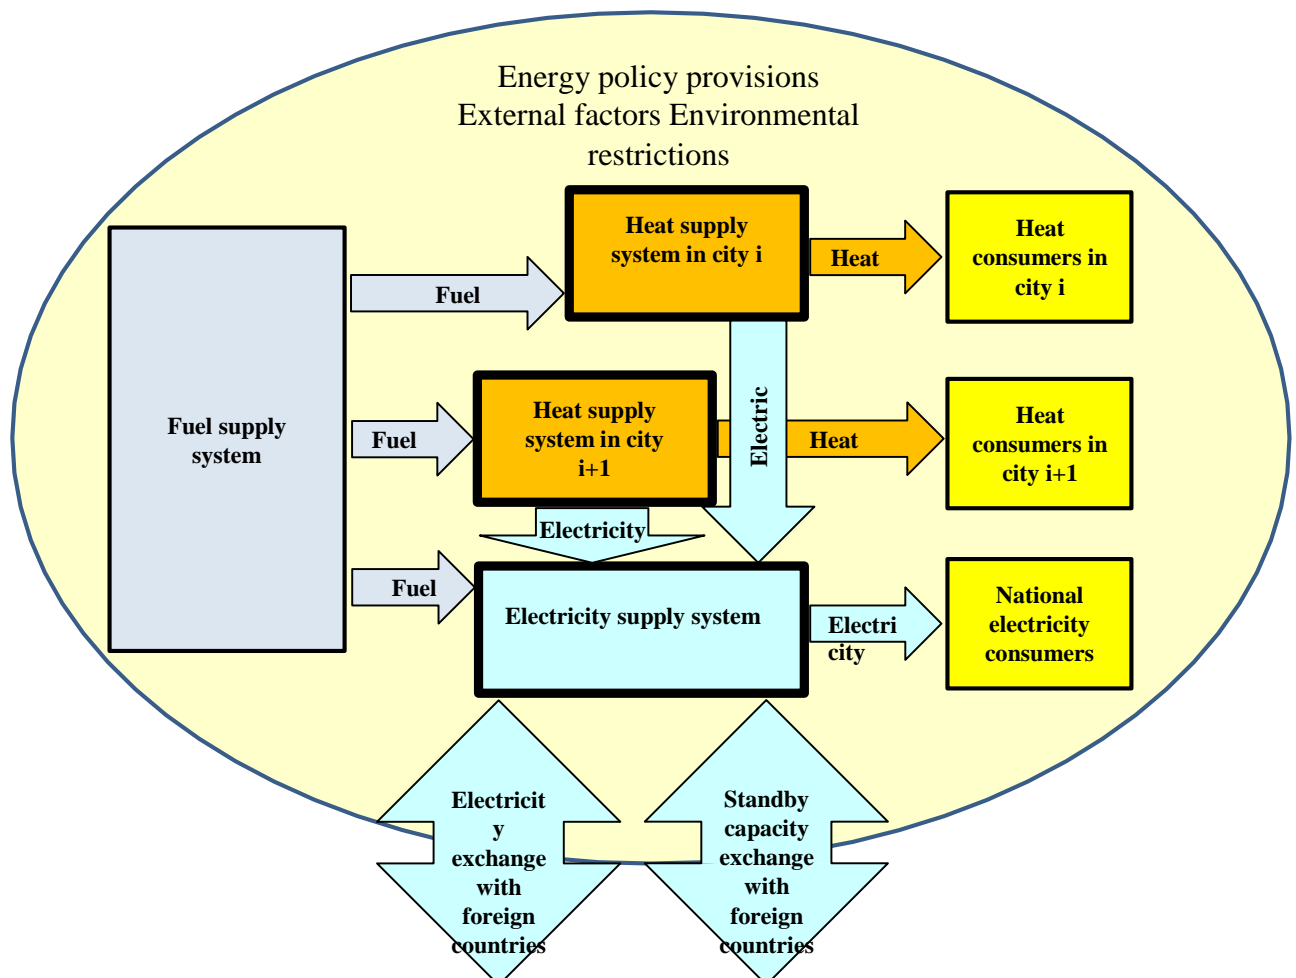 Energy policy provisions
External factors Environmental
restrictions
Heat supply
system in city i
Heat
Heat
consumers in
city i
Fuel
Fuel supply
system
Fuel
Heat supply
system in city
i+1
Electric
Heat
Heat
consumers in
city i+1
Electricity
Fuel
Electricity supply system
Electri
city
National
electricity
consumers
Electricit
y
exchange
with
foreign
countries
Standby
capacity
exchange
with
foreign
countries